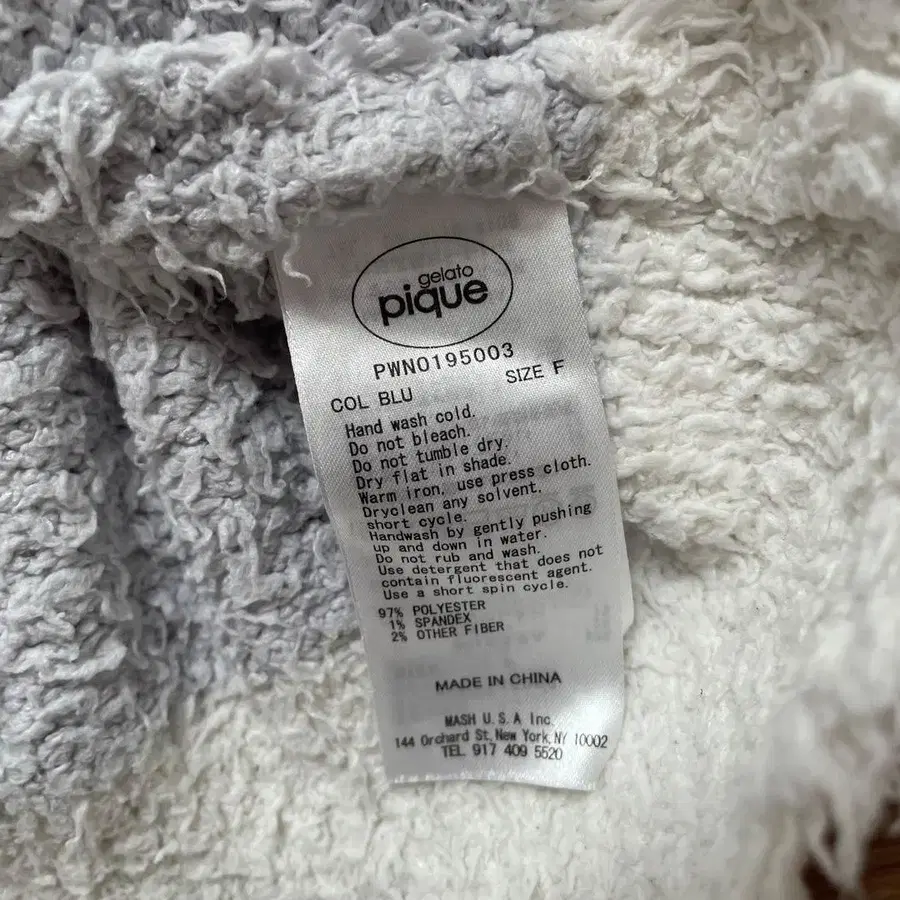 gelato
pique
PWN0195003
COL BLU SIZE F
Hand wash cold.
Do not bleach.
Do not tumble dry.
Dry flat in shade.
Warm iron, use press cloth.
Dryclean any solvent,
short cycle.
Handwash by gently pushing
up and down in water.
Do not rub and wash.
Use detergent that does not
contain fluorescent agent.
Use a short spin cycle.
97% POLYESTER
1% SPANDEX
2% OTHER FIBER
MADE IN CHINA
MASH U.S.A Inc
144 Orchard St, New York, NY 10002
TEL 917 409 5520